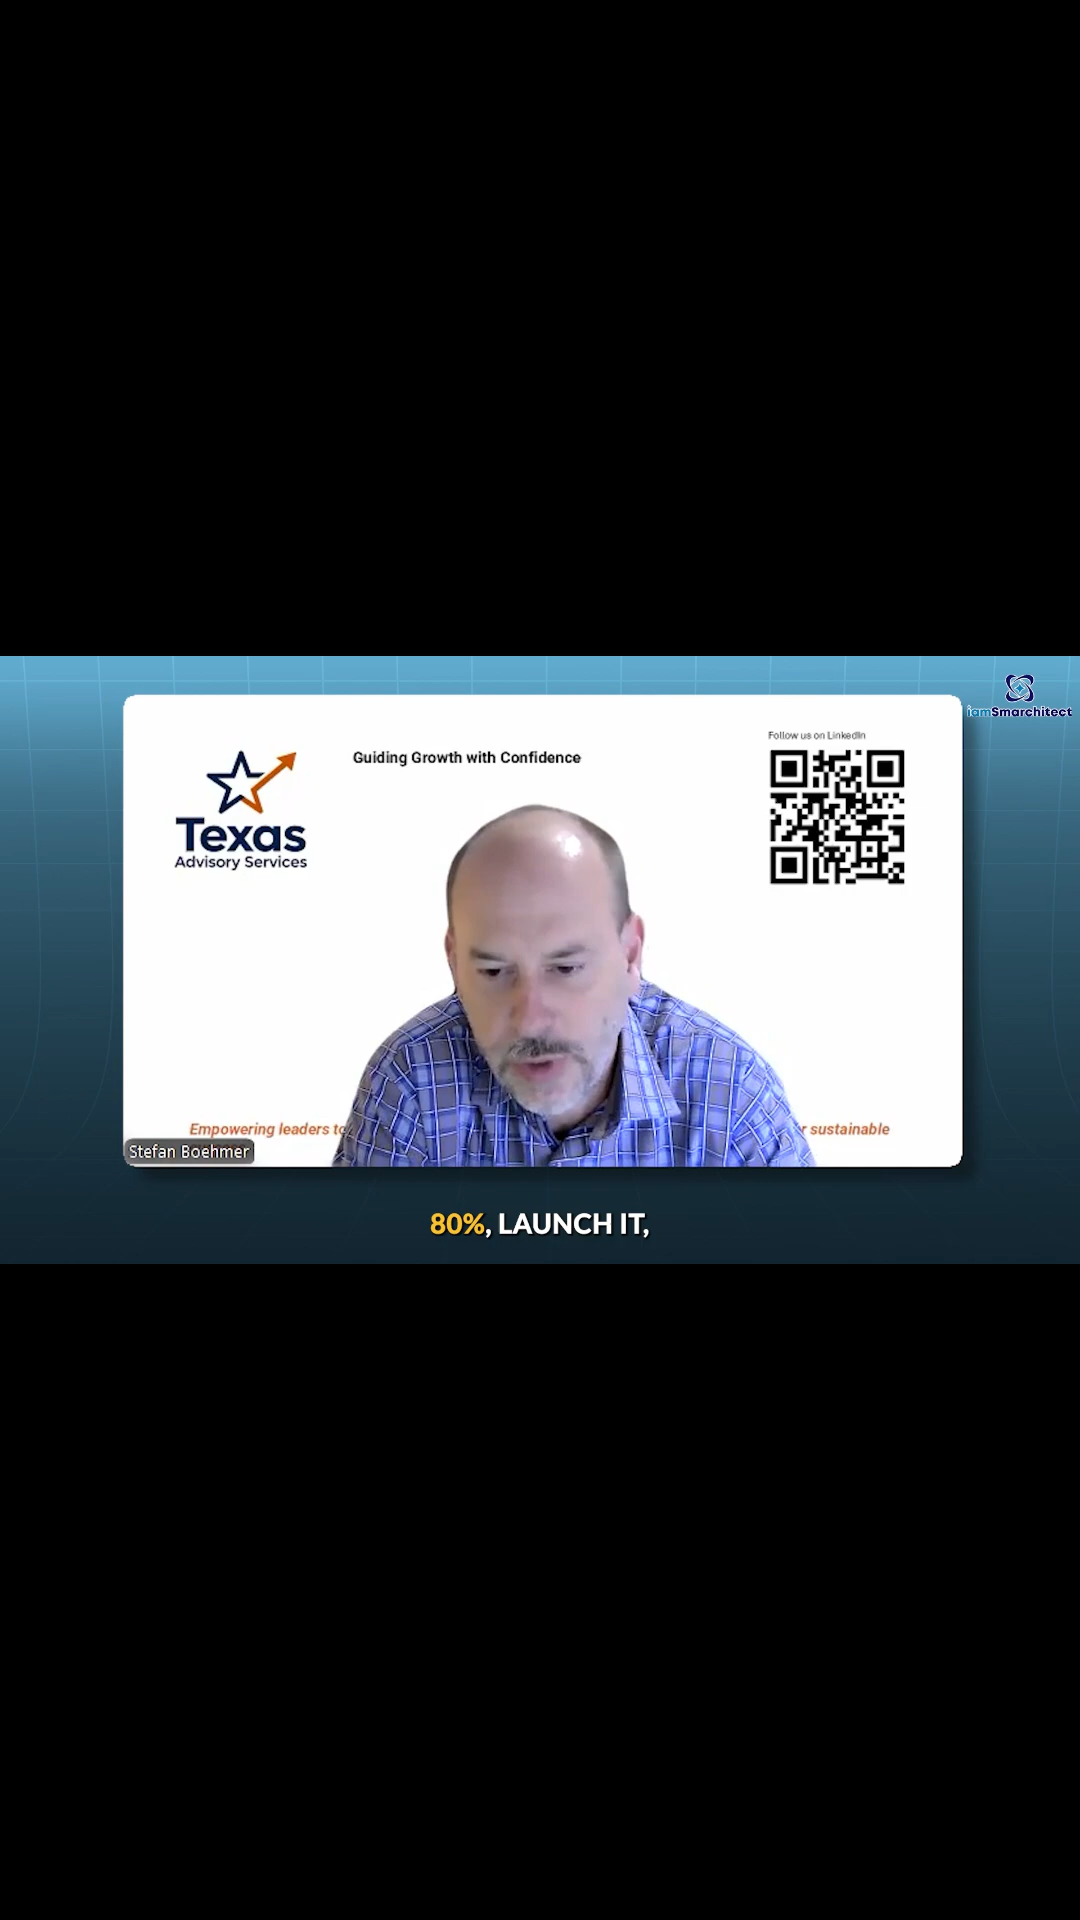 iamSmarchitect
Follow us on LinkedIn
Guiding Growth with Confidence
Texas
Advisory Services
Empowering leaders to
r sustainable
Stefan Boehmer
80%, LAUNCH IT,